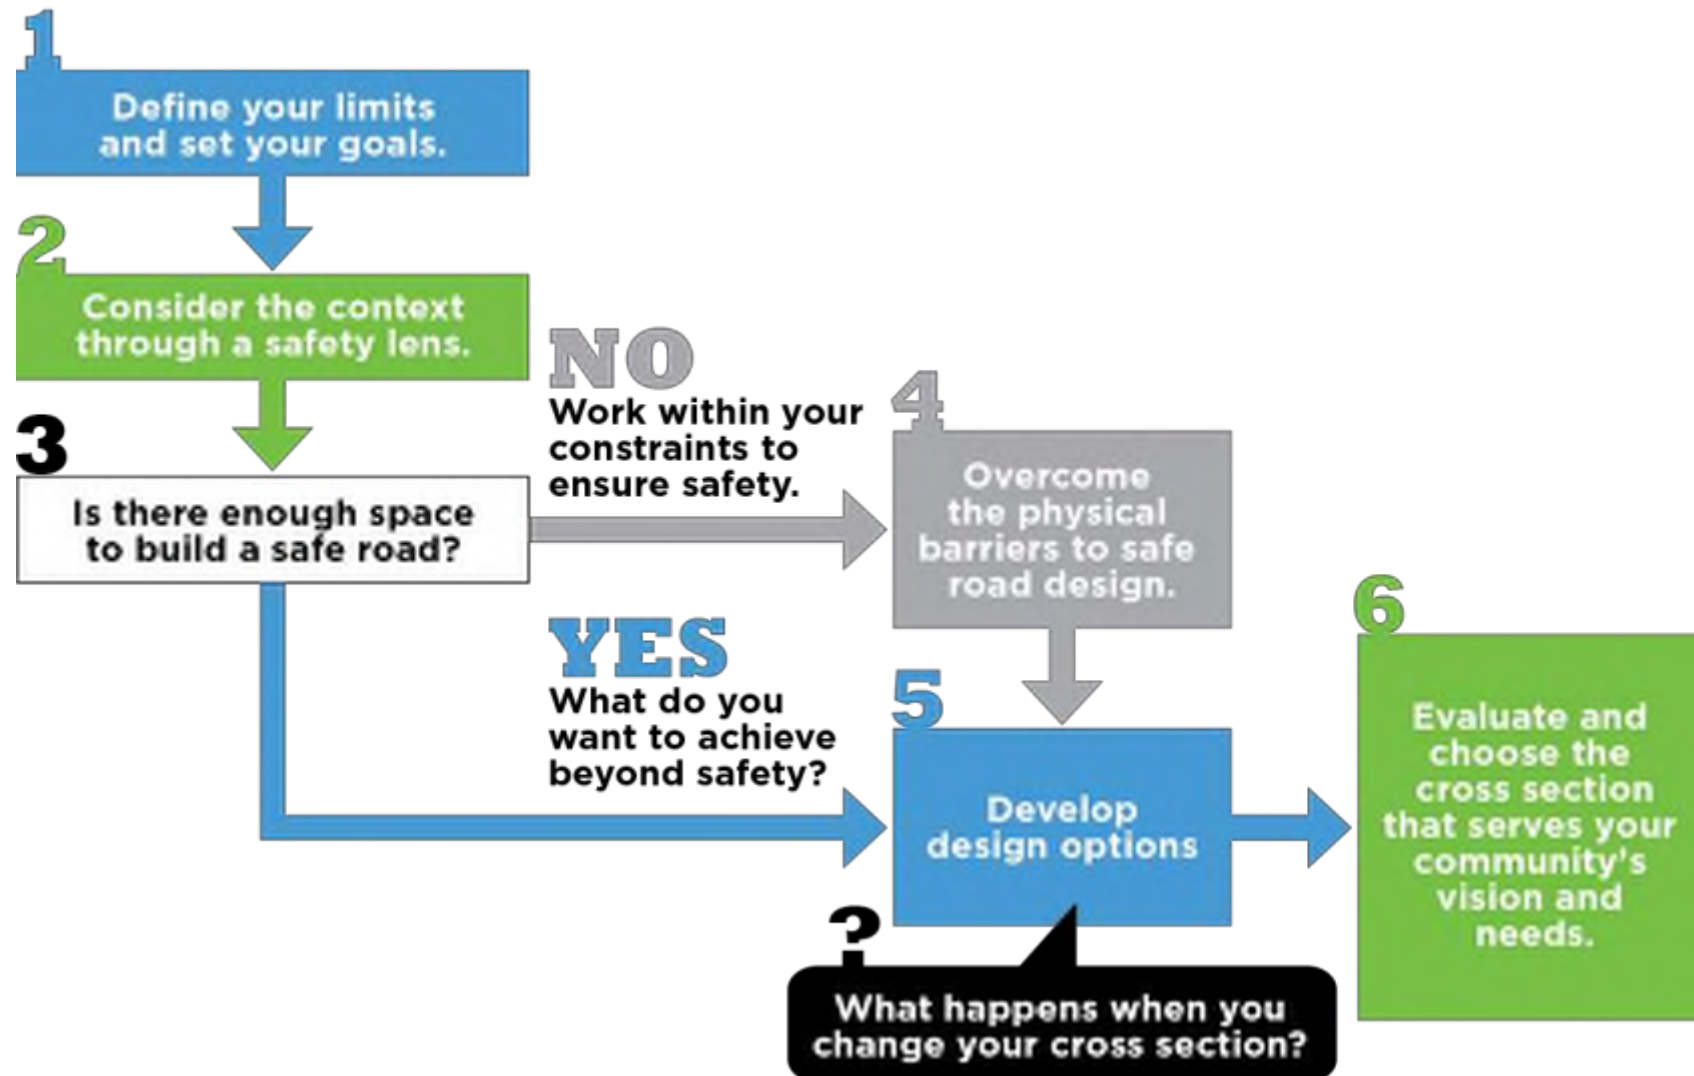 1
Define your limits
and set your goals.
2
Consider the context
through a safety lens.
3
Is there enough space
to build a safe road?
NO
Work within your
constraints to
ensure safety.
4
Overcome
the physical
barriers to safe
road design.
YES
What do you
want to achieve
beyond safety?
5
Develop
design options
?
What happens when you
change your cross section?
6
Evaluate and
choose the
cross section
that serves your
community's
vision and
needs.